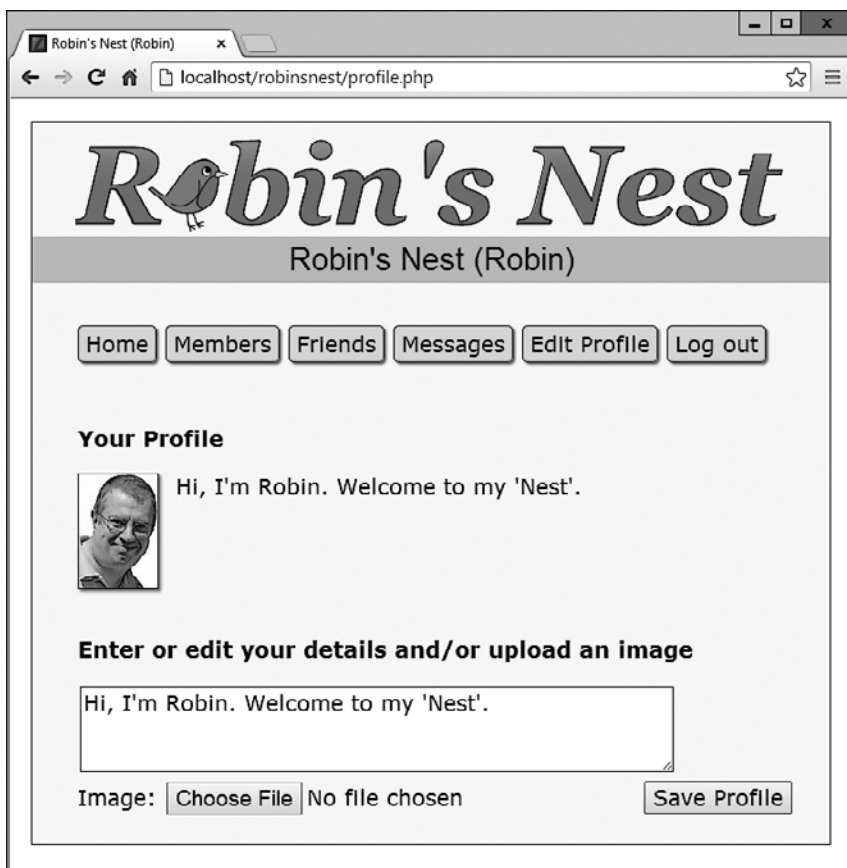 Robin's Nest (Robin)
localhost/robinsnest/profile.php
Robin's Nest
Robin's Nest (Robin)
Home Members Friends Messages Edit Profile Log out
Your Profile
Hi, I'm Robin. Welcome to my 'Nest'.
Enter or edit your details and/or upload an image
Hi, I'm Robin. Welcome to my 'Nest'.
Image: Choose File No file chosen Save Profile